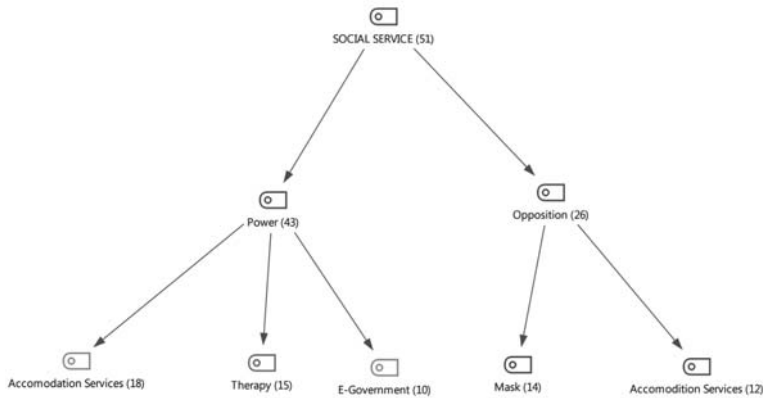 SOCIAL SERVICE (51)
Power (43)
Opposition (26)
Accomodation Services (18)
Therapy (15)
E-Government (10)
Mask (14)
Accomodition Services (12)